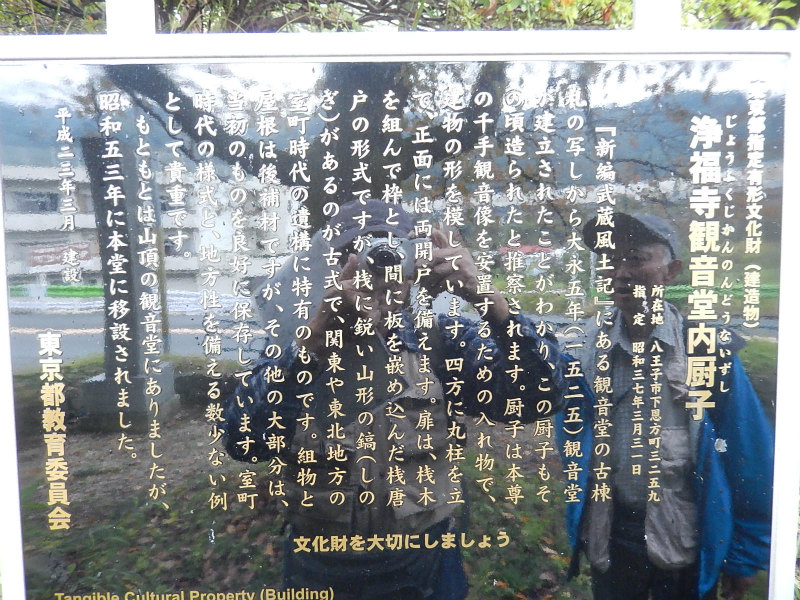 東京都指定有形文化財（建造物）
じょうふくじかんのんどうないずし
浄福寺観音堂内厨子
所在地　八王子市下恩方町三二五九
指　定　昭和三七年三月三一日
『新編武蔵風土記』にある観音堂の古棟
札の写しから大永五年（一五二五）観音堂
が建立されたことがわかり、この厨子もそ
の頃造られたと推察されます。厨子は本尊
の千手観音像を安置するための入れ物で、
建物の形を模しています。四方に丸柱を立
て、正面には両開戸を備えます。扉は、桟木
を組んで枠とし、間に板を嵌め込んだ桟唐
戸の形式ですが、桟に鋭い山形の鎬（しの
ぎ）があるのが古式で、関東や東北地方の
室町時代の遺構に特有のものです。組物と
屋根は後補材ですが、その他の大部分は、
当初のものを良好に保存しています。室町
時代の様式と、地方性を備える数少ない例
として貴重です。
もともとは山頂の観音堂にありましたが、
昭和五三年に本堂に移設されました。
平成二三年三月　建設
東京都教育委員会
文化財を大切にしましょう
Tangible Cultural Property (Building)